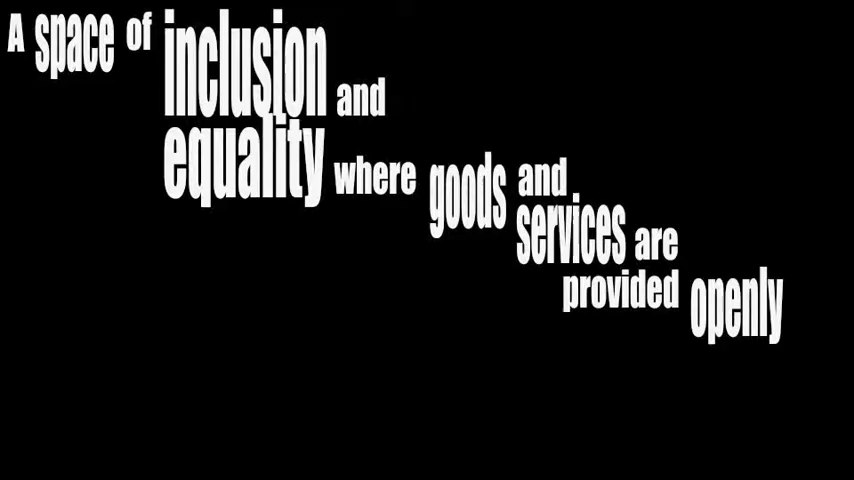 A space of inclusion and
equality where goods and
services are
provided openly